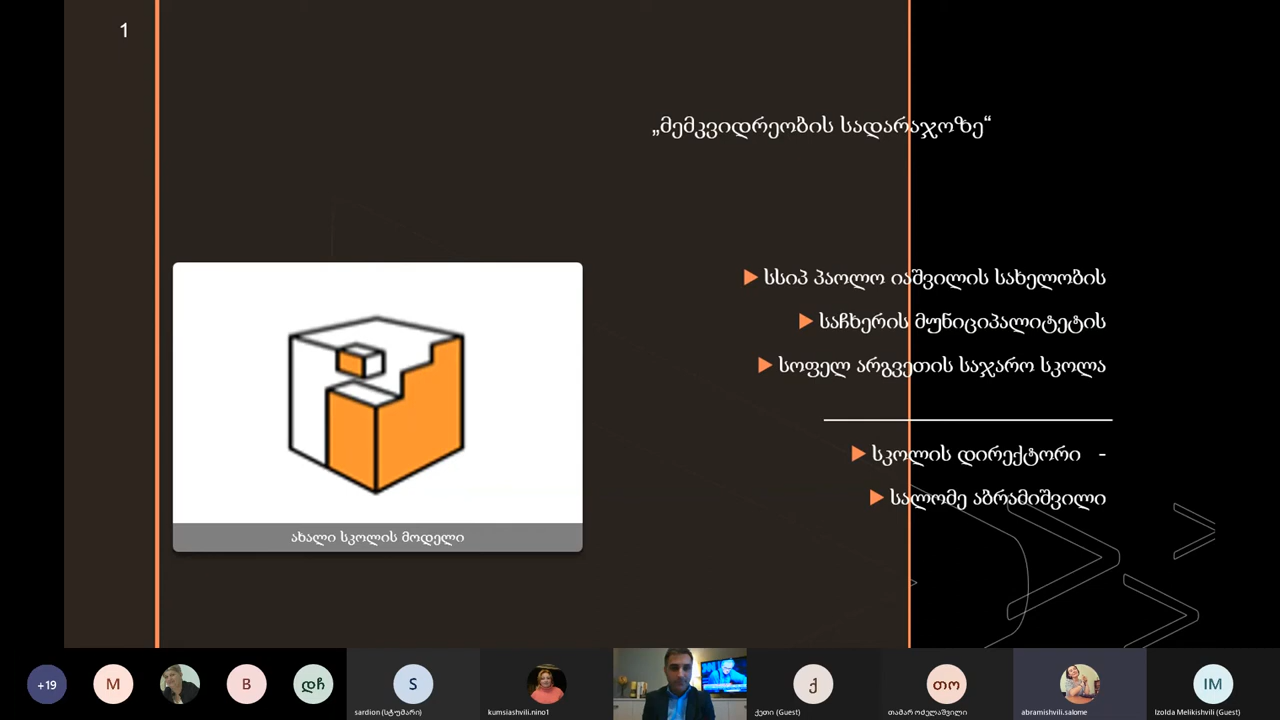 1
„მემკვიდრეობის სადარაჯოზე“
სსიპ პაოლო იაშვილის სახელობის
საჩხერის მუნიციპალიტეტის
სოფელ არგვეთის საჯარო სკოლა
სკოლის დირექტორი -
სალომე აბრამიშვილი
ახალი სკოლის მოდელი
+19
M
B
დჩ
S
sardion (სტუმარი)
kumsiashvili.nino1
ქ
ქეთი (Guest)
თო
თამარ ოძელაშვილი
abramishvili.salome
IM
Izolda Melikishvili (Guest)